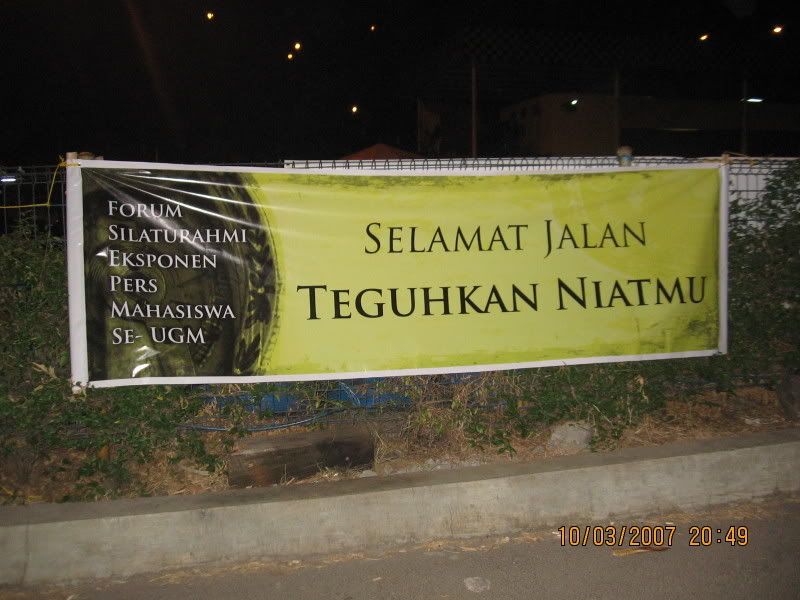 Forum
Silaturahmi
Eksponen
Pers
Mahasiswa
se- UGM
Selamat Jalan
Teguhkan Niatmu
10/03/2007 20:49